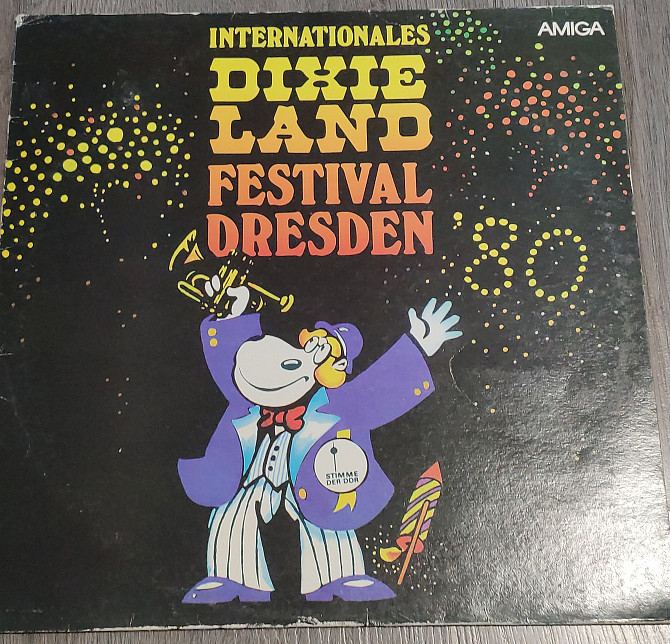 INTERNATIONALES
AMIGA
DIXIE
LAND
FESTIVAL
DRESDEN
'80
STIMME
DER DDR